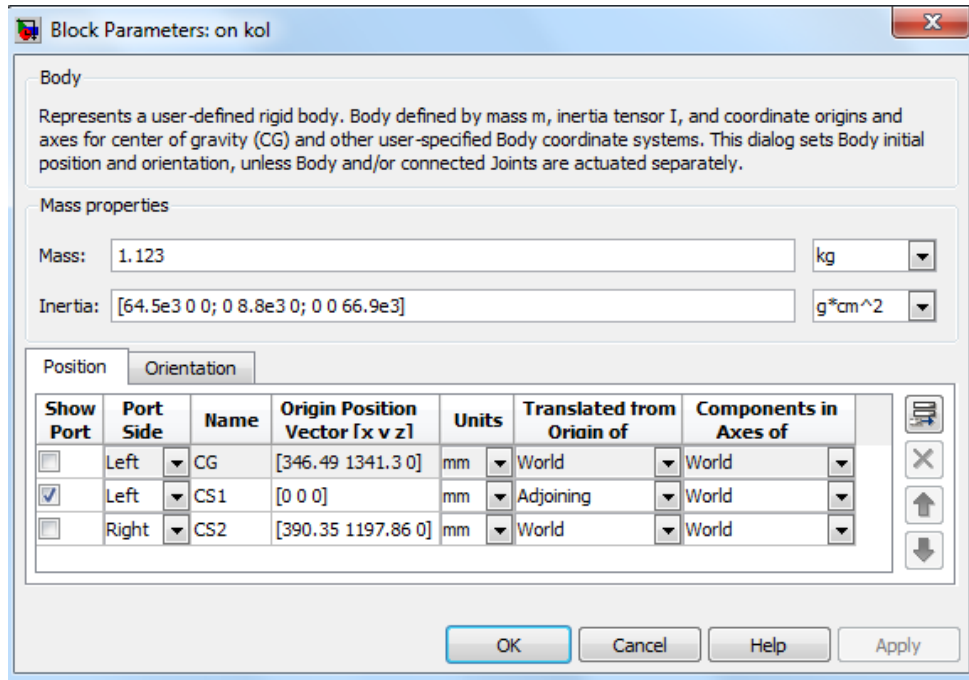 Block Parameters: on kol
Body
Represents a user-defined rigid body. Body defined by mass m, inertia tensor I, and coordinate origins and
axes for center of gravity (CG) and other user-specified Body coordinate systems. This dialog sets Body initial
position and orientation, unless Body and/or connected Joints are actuated separately.
Mass properties
Mass: 1.123 kg
Inertia: [64.5e3 0 0; 0 8.8e3 0; 0 0 66.9e3] g*cm^2
Position Orientation
Show Port Port Side Name Origin Position Vector [x y z] Units Translated from Origin of Components in Axes of
Left CG [346.49 1341.3 0] mm World World
Left CS1 [0 0 0] mm Adjoining World
Right CS2 [390.35 1197.86 0] mm World World
OK Cancel Help Apply